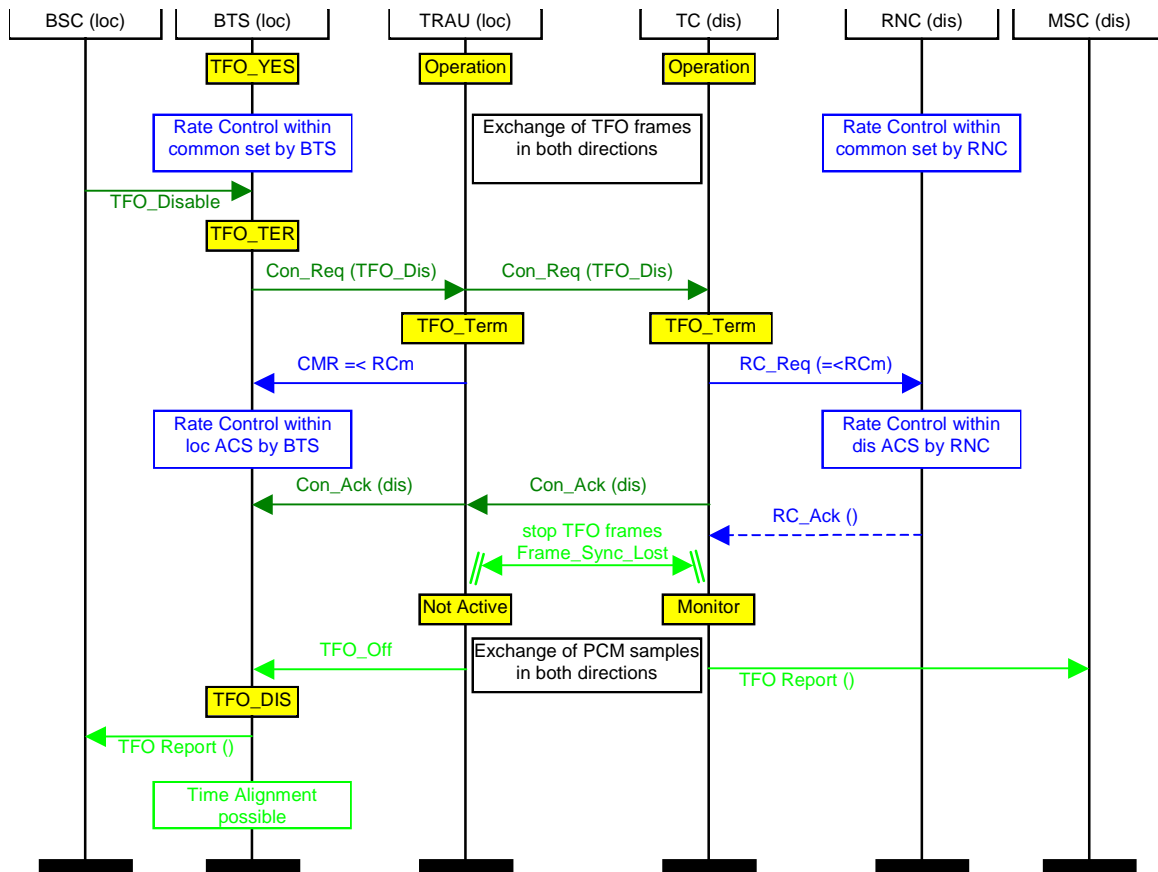 BSC (loc)
BTS (loc)
TRAU (loc)
TC (dis)
RNC (dis)
MSC (dis)
TFO_YES
Operation
Operation
Rate Control within
common set by BTS
Exchange of TFO frames
in both directions
Rate Control within
common set by RNC
TFO_Disable
TFO_TER
Con_Req (TFO_Dis)
Con_Req (TFO_Dis)
TFO_Term
TFO_Term
CMR =< RCm
RC_Req (=<RCm)
Rate Control within
loc ACS by BTS
Rate Control within
dis ACS by RNC
Con_Ack (dis)
Con_Ack (dis)
RC_Ack ()
stop TFO frames
Frame_Sync_Lost
Not Active
Monitor
TFO_Off
Exchange of PCM samples
in both directions
TFO Report ()
TFO_DIS
TFO Report ()
Time Alignment
possible